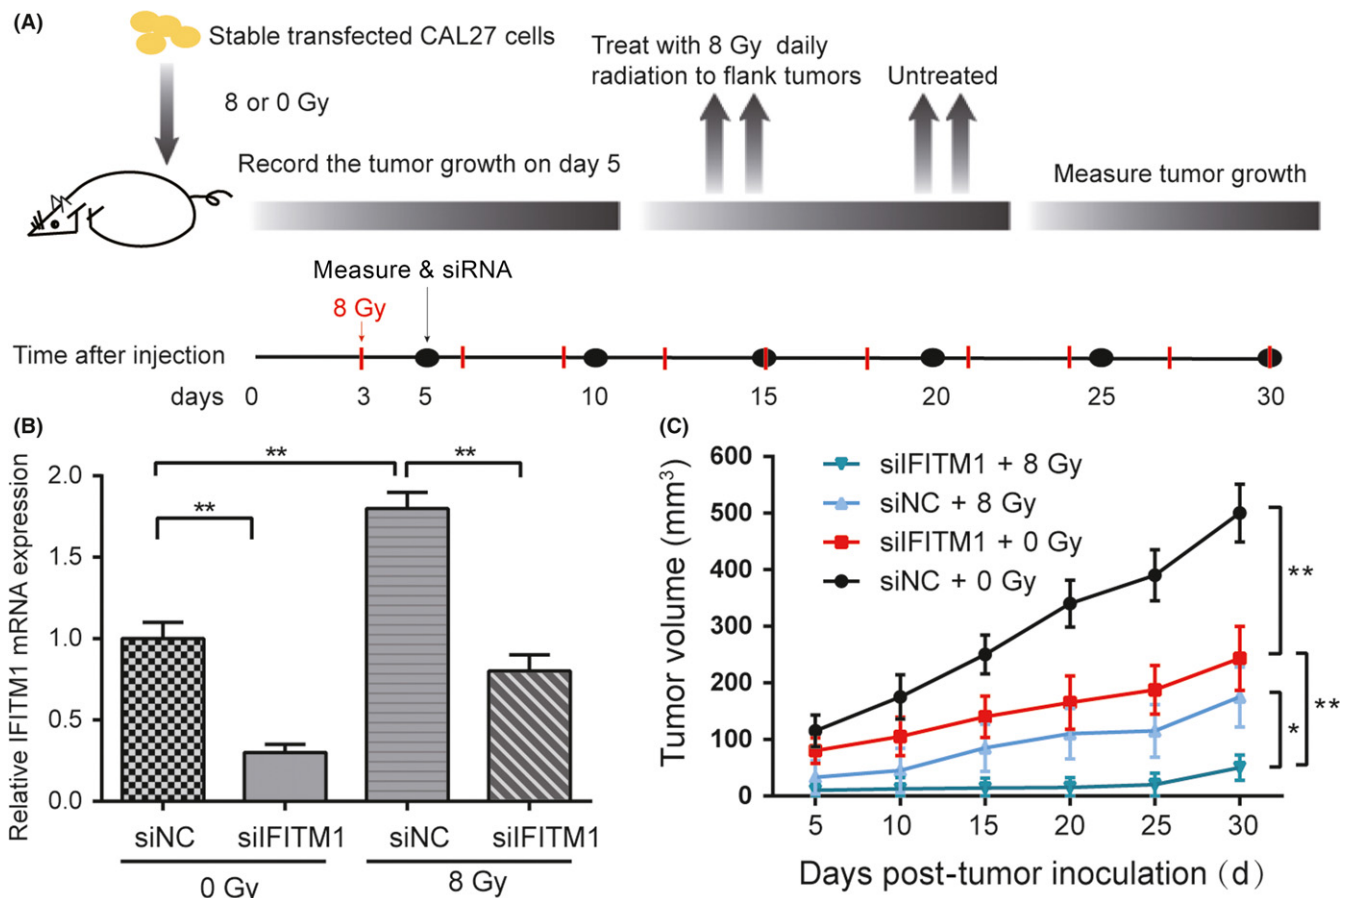 (A)
Stable transfected CAL27 cells
8 or 0 Gy
Record the tumor growth on day 5
Treat with 8 Gy daily
radiation to flank tumors
Untreated
Measure tumor growth
Measure & siRNA
8 Gy
Time after injection
days 0 3 5 10 15 20 25 30
(B)
Relative IFITM1 mRNA expression
2.0
1.5
1.0
0.5
0.0
**
**
**
siNC siIFITM1 siNC siIFITM1
0 Gy 8 Gy
(C)
Tumor volume (mm³)
600
500
400
300
200
100
0
siIFITM1 + 8 Gy
siNC + 8 Gy
siIFITM1 + 0 Gy
siNC + 0 Gy
**
**
*
5 10 15 20 25 30
Days post-tumor inoculation (d)